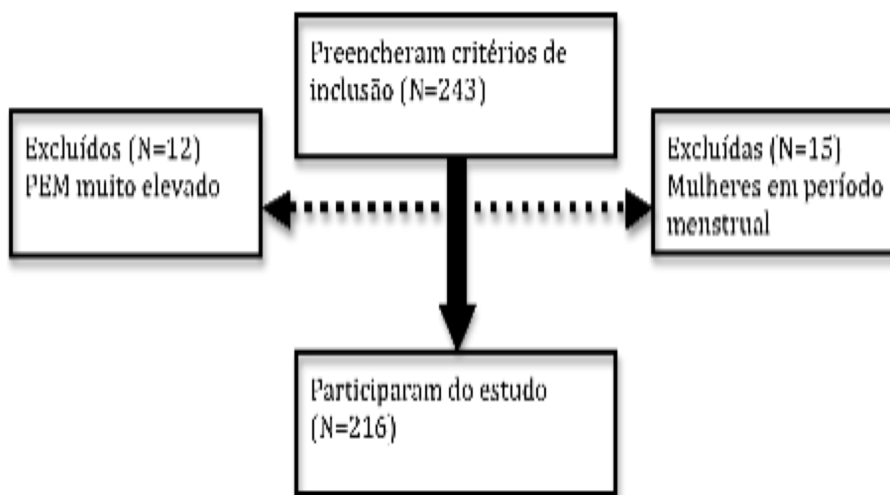 Preencheram critérios de
inclusão (N=243)
Excluídos (N=12)
PEM muito elevado
Excluídas (N=15)
Mulheres em período
menstrual
Participaram do estudo
(N=216)